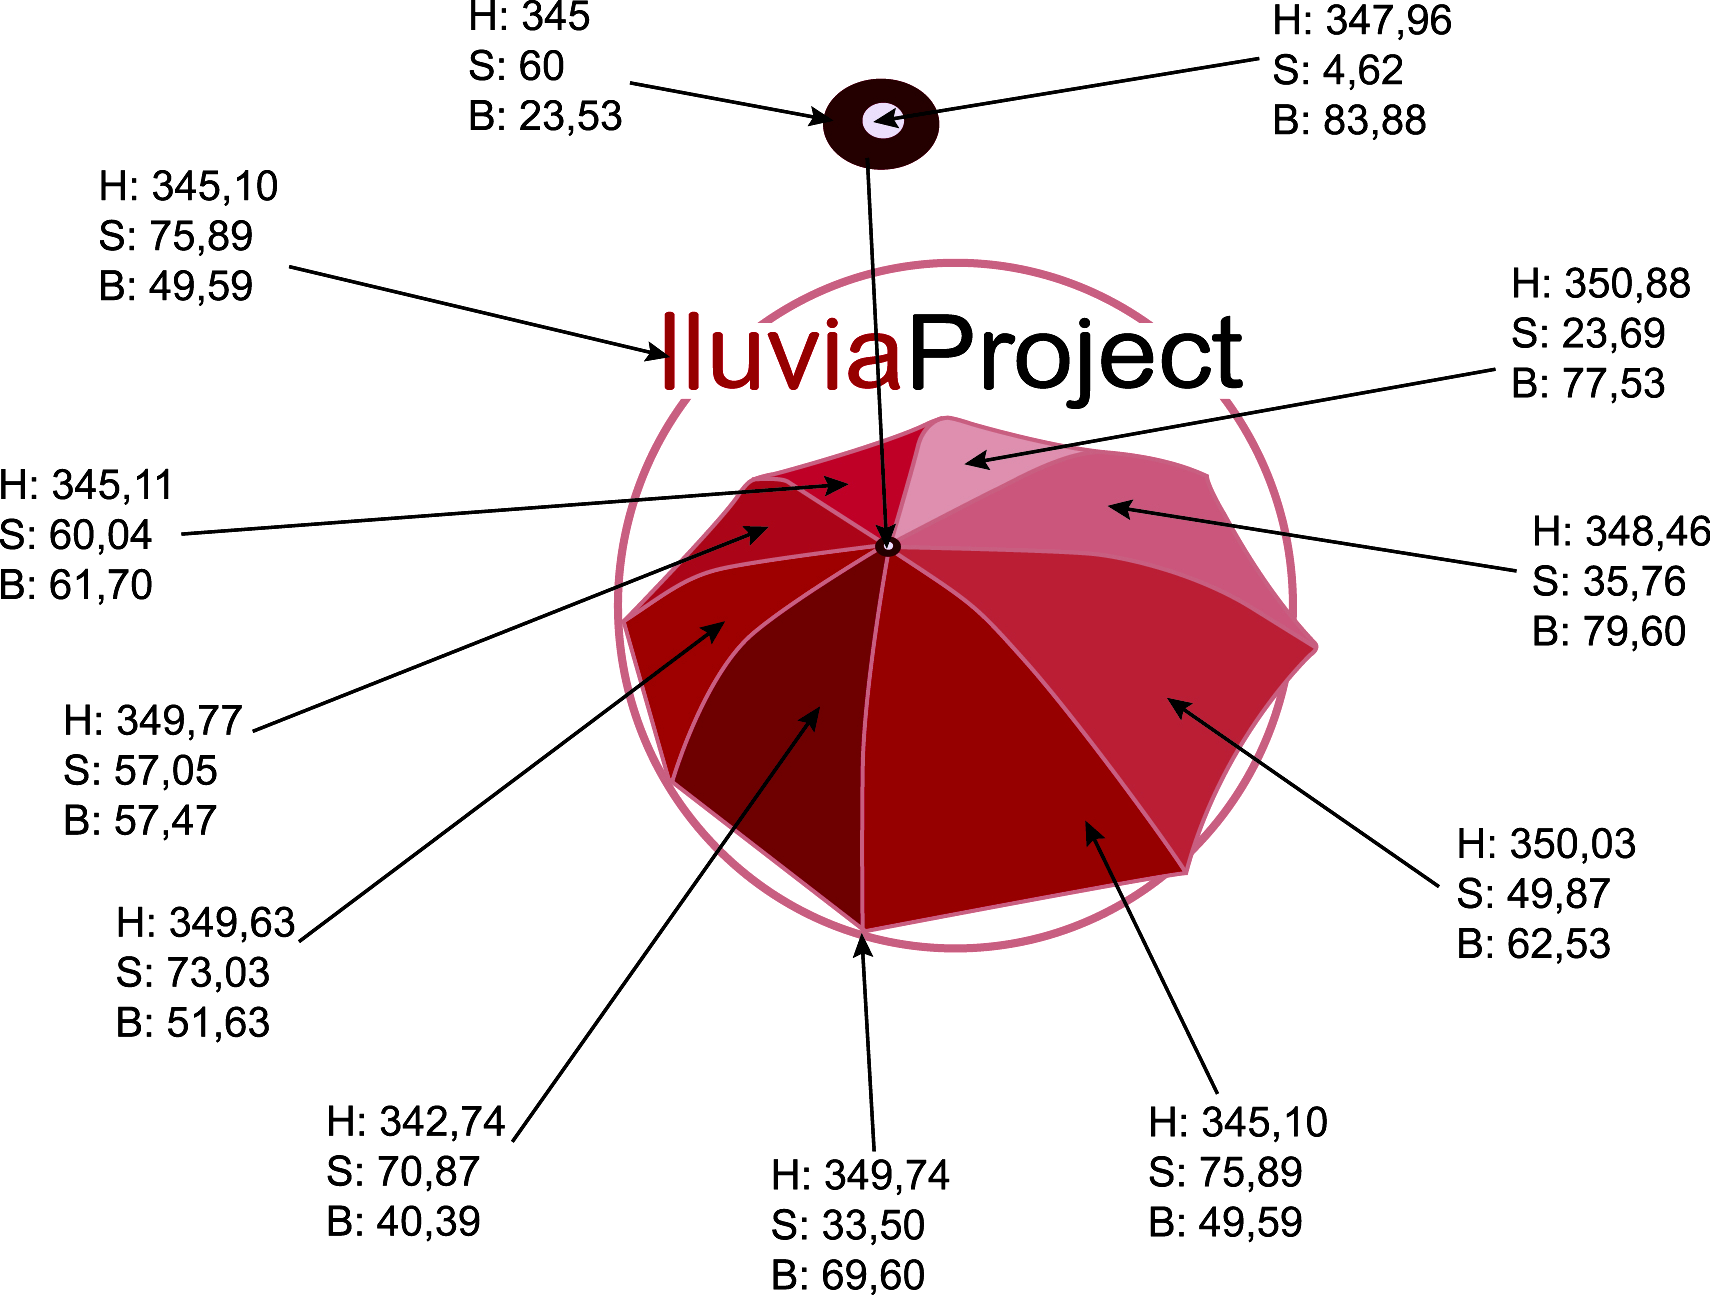 H: 345
S: 60
B: 23,53
H: 347,96
S: 4,62
B: 83,88
H: 345,10
S: 75,89
B: 49,59
H: 350,88
S: 23,69
B: 77,53
lluviaProject
H: 345,11
S: 60,04
B: 61,70
H: 348,46
S: 35,76
B: 79,60
H: 349,77
S: 57,05
B: 57,47
H: 350,03
S: 49,87
B: 62,53
H: 349,63
S: 73,03
B: 51,63
H: 342,74
S: 70,87
B: 40,39
H: 349,74
S: 33,50
B: 69,60
H: 345,10
S: 75,89
B: 49,59